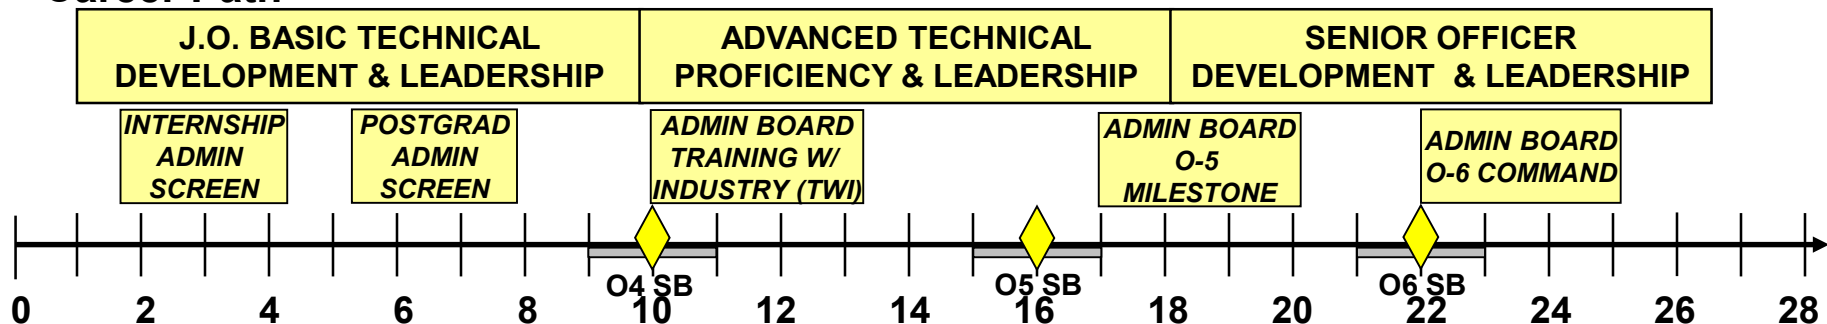 J.O. BASIC TECHNICAL
DEVELOPMENT & LEADERSHIP
ADVANCED TECHNICAL
PROFICIENCY & LEADERSHIP
SENIOR OFFICER
DEVELOPMENT & LEADERSHIP
INTERNSHIP
ADMIN
SCREEN
POSTGRAD
ADMIN
SCREEN
ADMIN BOARD
TRAINING W/
INDUSTRY (TWI)
ADMIN BOARD
O-5
MILESTONE
ADMIN BOARD
O-6 COMMAND
O4 SB
O5 SB
O6 SB
0 2 4 6 8 10 12 14 16 18 20 22 24 26 28